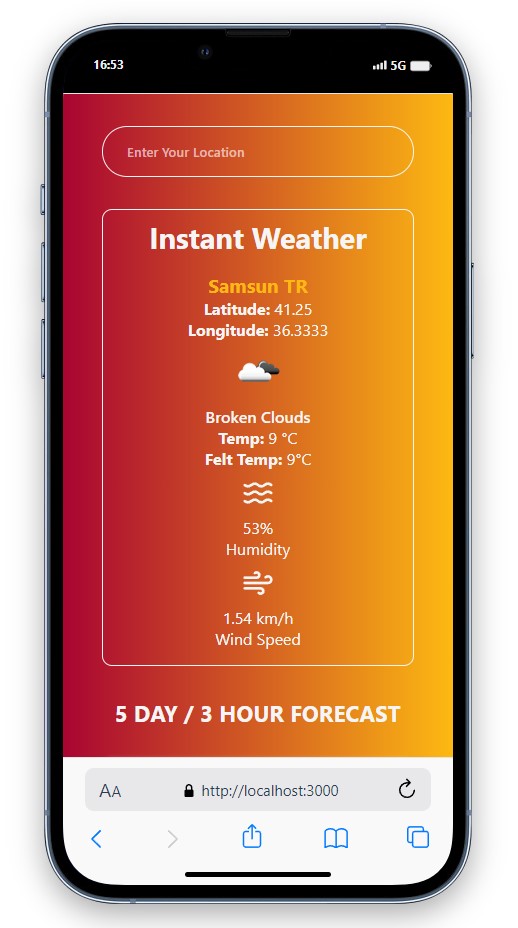 16:53
5G
Enter Your Location
Instant Weather
Samsun TR
Latitude: 41.25
Longitude: 36.3333
Broken Clouds
Temp: 9 °C
Felt Temp: 9°C
53%
Humidity
1.54 km/h
Wind Speed
5 DAY / 3 HOUR FORECAST
AA
http://localhost:3000